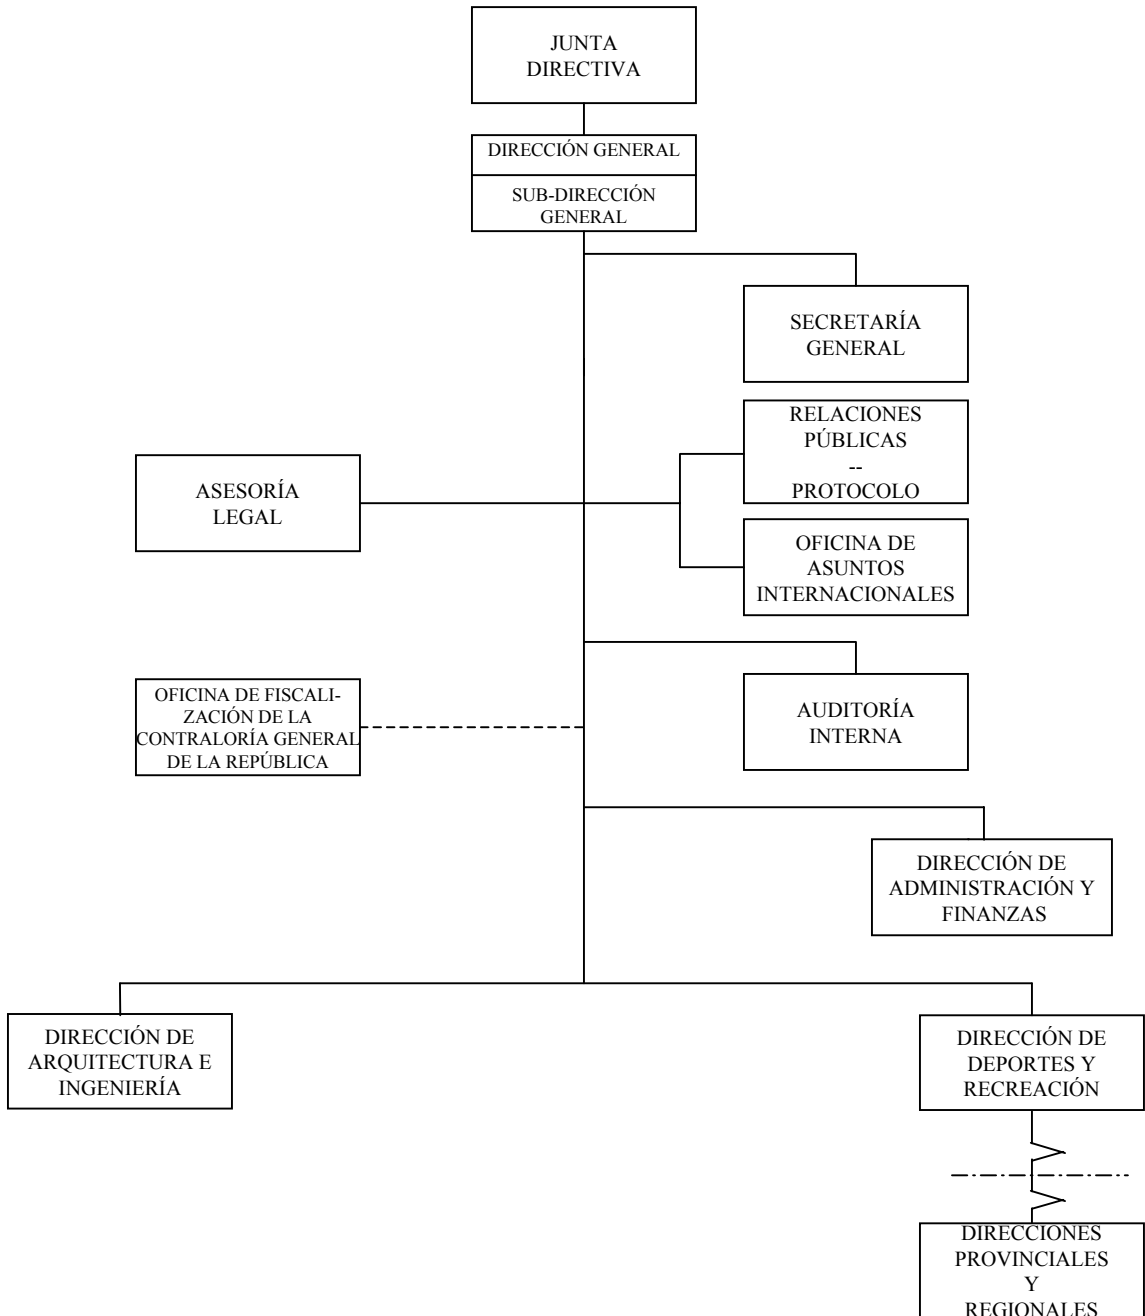 JUNTA
DIRECTIVA
DIRECCIÓN GENERAL
SUB-DIRECCIÓN
GENERAL
SECRETARÍA
GENERAL
RELACIONES
PÚBLICAS
--
PROTOCOLO
ASESORÍA
LEGAL
OFICINA DE
ASUNTOS
INTERNACIONALES
OFICINA DE FISCALI-
ZACIÓN DE LA
CONTRALORÍA GENERAL
DE LA REPÚBLICA
AUDITORÍA
INTERNA
DIRECCIÓN DE
ADMINISTRACIÓN Y
FINANZAS
DIRECCIÓN DE
ARQUITECTURA E
INGENIERÍA
DIRECCIÓN DE
DEPORTES Y
RECREACIÓN
DIRECCIONES
PROVINCIALES
Y
REGIONALES